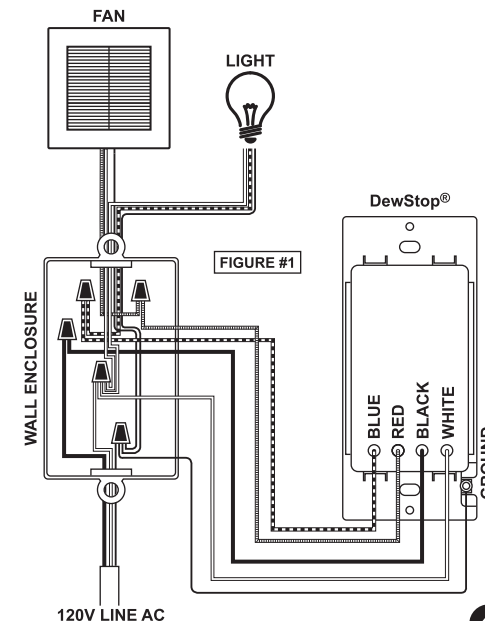 FAN
LIGHT
DewStop®
FIGURE #1
WALL ENCLOSURE
BLUE
RED
BLACK
WHITE
GROUND
120V LINE AC